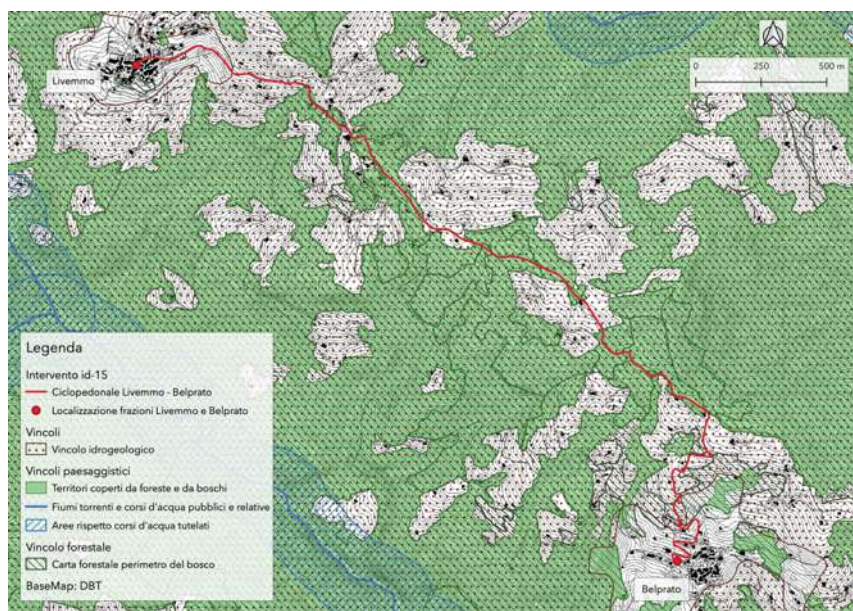 Livemmo
0 250 500 m
Legenda
Intervento id-15
Ciclopedonale Livemmo - Belprato
Localizzazione frazioni Livemmo e Belprato
Vincoli
Vincolo idrogeologico
Vincoli paesaggistici
Territori coperti da foreste e da boschi
Fiumi torrenti e corsi d'acqua pubblici e relative
Aree rispetto corsi d'acqua tutelati
Vincolo forestale
Carta forestale perimetro del bosco
BaseMap: DBT
Belprato